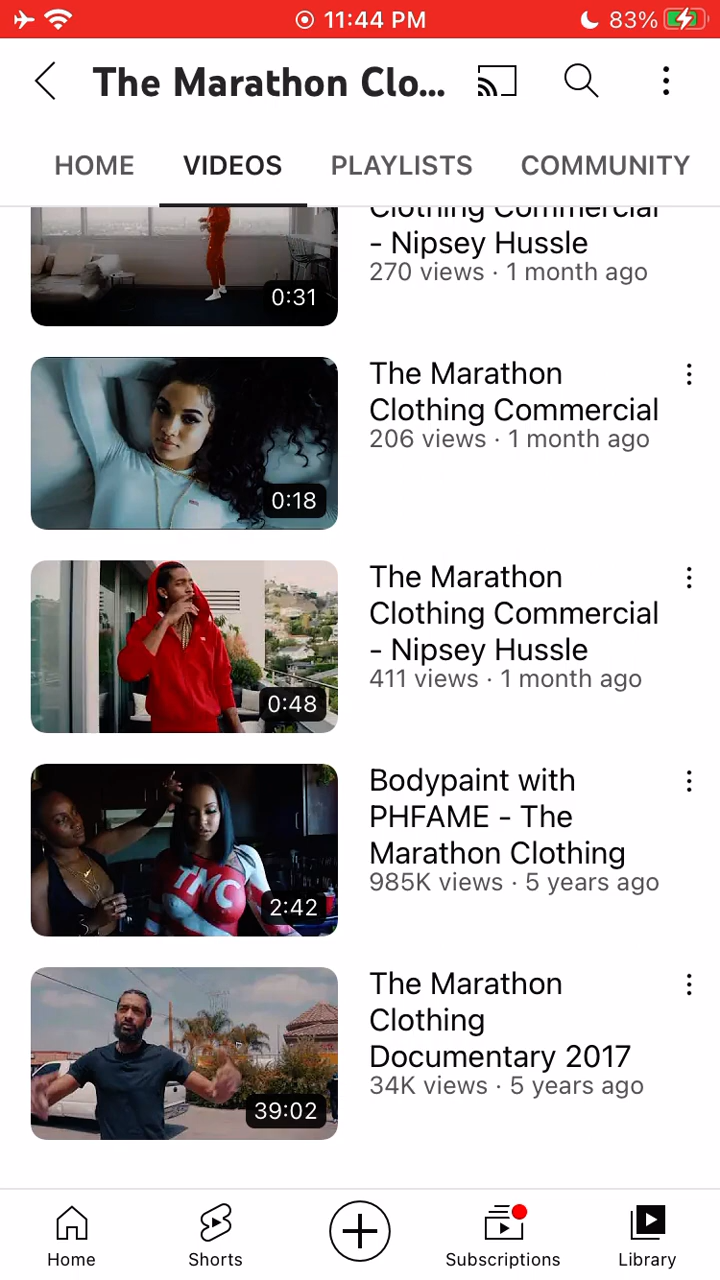 11:44 PM
83%
The Marathon Clo...
HOME
VIDEOS
PLAYLISTS
COMMUNITY
Clothing Commercial
- Nipsey Hussle
270 views · 1 month ago
0:31
The Marathon
Clothing Commercial
206 views · 1 month ago
0:18
The Marathon
Clothing Commercial
- Nipsey Hussle
411 views · 1 month ago
0:48
Bodypaint with
PHFAME - The
Marathon Clothing
985K views · 5 years ago
TMC
2:42
The Marathon
Clothing
Documentary 2017
34K views · 5 years ago
39:02
Home
Shorts
Subscriptions
Library